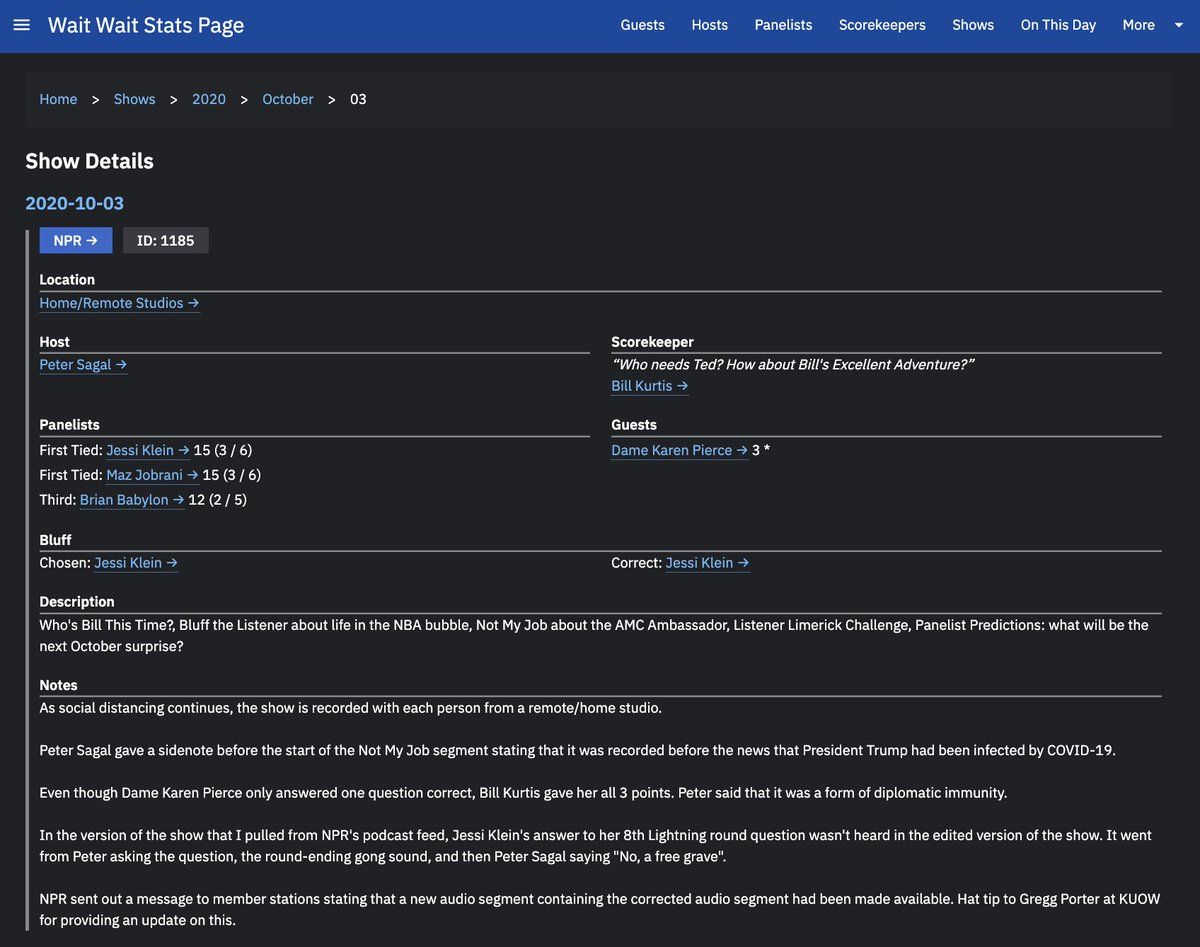 Wait Wait Stats Page
Guests Hosts Panelists Scorekeepers Shows On This Day More
Home > Shows > 2020 > October > 03
Show Details
2020-10-03
NPR → ID: 1185
Location
Home/Remote Studios →
Host
Peter Sagal →
Scorekeeper
“Who needs Ted? How about Bill's Excellent Adventure?”
Bill Kurtis →
Panelists
First Tied: Jessi Klein → 15 (3 / 6)
First Tied: Maz Jobrani → 15 (3 / 6)
Third: Brian Babylon → 12 (2 / 5)
Guests
Dame Karen Pierce → 3 *
Bluff
Chosen: Jessi Klein →
Correct: Jessi Klein →
Description
Who's Bill This Time?, Bluff the Listener about life in the NBA bubble, Not My Job about the AMC Ambassador, Listener Limerick Challenge, Panelist Predictions: what will be the
next October surprise?
Notes
As social distancing continues, the show is recorded with each person from a remote/home studio.
Peter Sagal gave a sidenote before the start of the Not My Job segment stating that it was recorded before the news that President Trump had been infected by COVID-19.
Even though Dame Karen Pierce only answered one question correct, Bill Kurtis gave her all 3 points. Peter said that it was a form of diplomatic immunity.
In the version of the show that I pulled from NPR's podcast feed, Jessi Klein's answer to her 8th Lightning round question wasn't heard in the edited version of the show. It went
from Peter asking the question, the round-ending gong sound, and then Peter Sagal saying "No, a free grave".
NPR sent out a message to member stations stating that a new audio segment containing the corrected audio segment had been made available. Hat tip to Gregg Porter at KUOW
for providing an update on this.